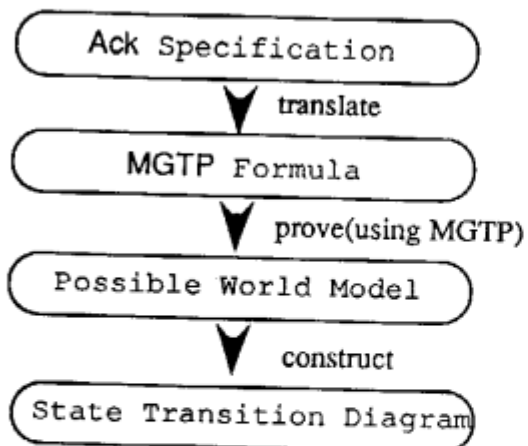 Ack Specification
translate
MGTP Formula
prove(using MGTP)
Possible World Model
construct
State Transition Diagram